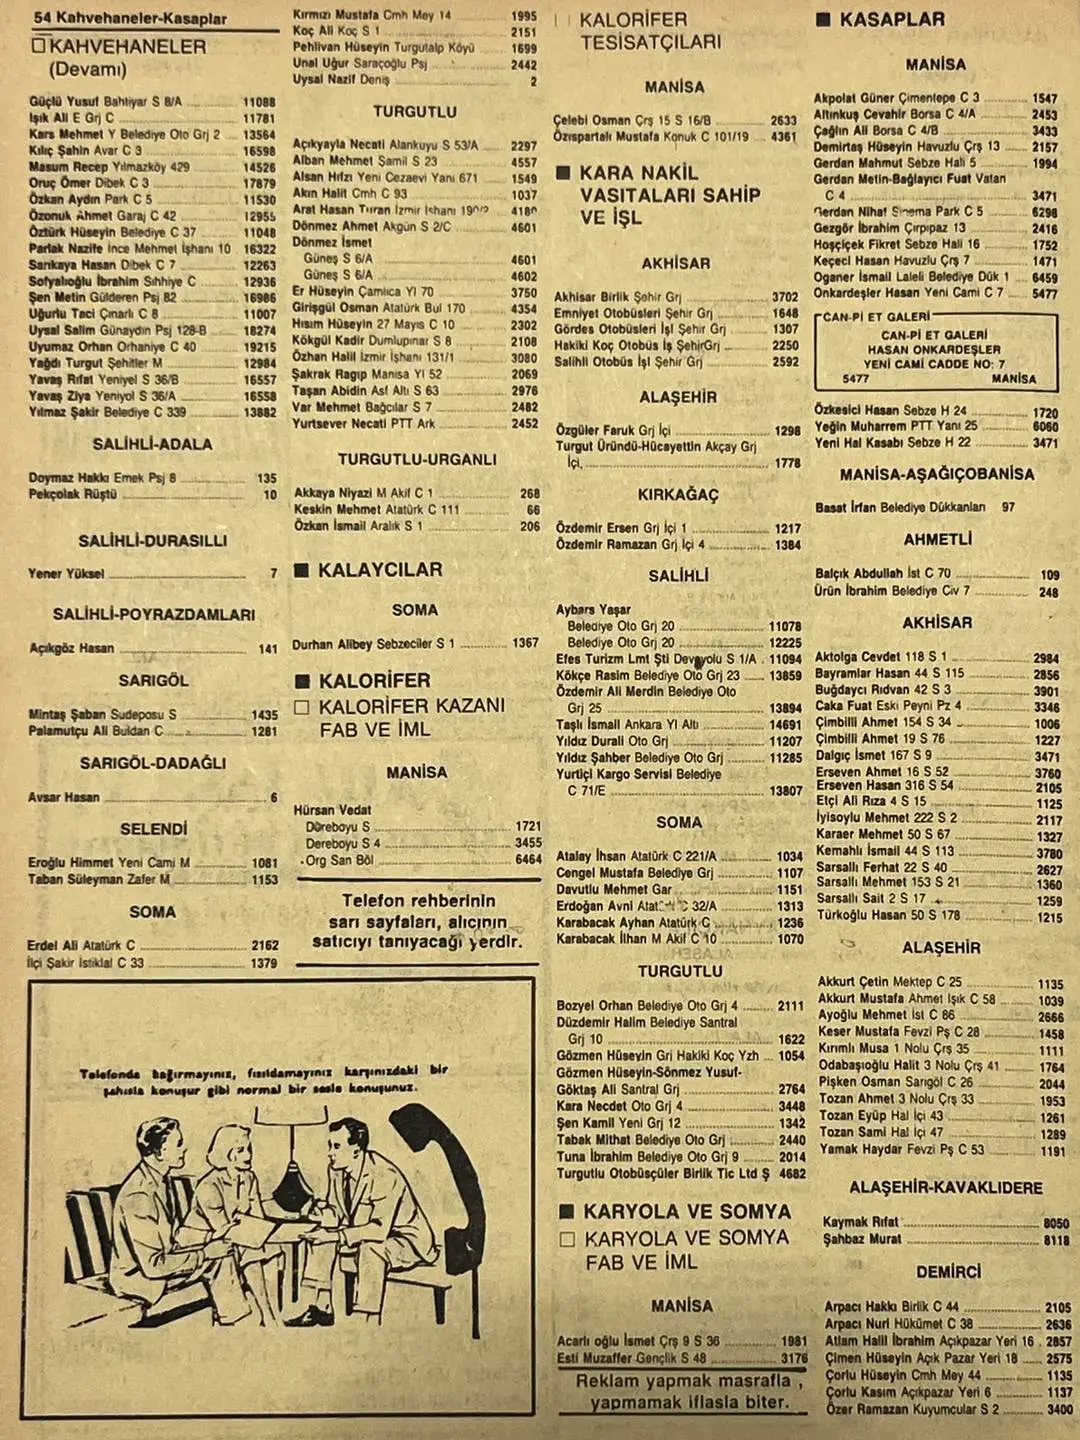 54 Kahvehaneler-Kasaplar
KAHVEHANELER
(Devamı)
Güçlü Yusuf Bahtiyar S 8/A 11088
Işık Ali E Grj C 11781
Kars Mehmet Y Belediye Oto Grj 2 13564
Kılıç Şahin Avar C 3 16598
Masum Recep Yılmazköy 429 14526
Oruç Ömer Dibek C 3 17879
Özkan Aydın Park C 5 11530
Özonuk Ahmet Garaj C 42 12955
Öztürk Hüseyin Belediye C 37 11048
Parlak Nazife İnce Mehmet İşhanı 10 16322
Sarıkaya Hasan Dibek C 7 12263
Sofyalıoğlu İbrahim Sıhhiye C 12936
Şen Metin Gülderen Psj 82 16986
Uğurlu Taci Çınarlı C 8 11007
Uysal Salim Günaydın Psj 128-B 18274
Uyumaz Orhan Orhaniye C 40 19215
Yağdı Turgut Şehitler M 12984
Yavaş Rıfat Yeniyel S 36/B 16557
Yavaş Ziya Yeniyol S 36/A 16558
Yılmaz Şakir Belediye C 339 13882
SALİHLİ-ADALA
Doymaz Hakkı Emek Psj 8 135
Pekçolak Rüştü 10
SALİHLİ-DURASILLI
Yener Yüksel 7
SALİHLİ-POYRAZDAMLARI
Açıkgöz Hasan 141
SARIGÖL
Mintaş Şaban Sudeposu S 1435
Palamutçu Ali Buldan C 1281
SARIGÖL-DADAĞLI
Avsar Hasan 6
SELENDİ
Eroğlu Himmet Yeni Cami M 1081
Taban Süleyman Zafer M 1153
SOMA
Erdel Ali Atatürk C 2162
İlçi Şakir İstiklal C 33 1379
Telefonda bağırmayınız, fısıldamayınız karşınızdaki bir
şahısla konuşur gibi normal bir sesle konuşunuz.
Kırmızı Mustafa Cmh Mey 14 1995
Koç Ali Koç S 1 2151
Pehlivan Hüseyin Turgutalp Köyü 1699
Unal Uğur Saraçoğlu Psj 2442
Uysal Nazif Deniş 2
TURGUTLU
Açıkyayla Necati Alankuyu S 53/A 2297
Alban Mehmet Şamil S 23 4557
Alsan Hıfzı Yeni Cezaevi Yanı 671 1549
Akın Halit Cmh C 93 1037
Arat Hasan Turan İzmir İshanı
Dönmez Ahmet Akgün S 2/C 4601
Dönmez İsmet
Güneş S 6/A 4601
Güneş S 6/A 4602
Er Hüseyin Çamlıca Yl 70 3750
Girişgül Osman Atatürk Bul 170 4354
Hısım Hüseyin 27 Mayıs C 10 2302
Kökgül Kadir Dumlupınar S 8 2108
Özhan Halil İzmir İşhanı 131/1 3080
Şakrak Ragıp Manisa Yl 52 2069
Taşan Abidin Asf Altı S 63 2976
Var Mehmet Bağcılar S 7 2482
Yurtsever Necati PTT Ark 2452
TURGUTLU-URGANLI
Akkaya Niyazi M Akif C 1 268
Keskin Mehmet Atatürk C 111 66
Özkan İsmail Aralık S 1 206
KALAYCILAR
SOMA
Durhan Alibey Sebzeciler S 1 1367
KALORİFER
KALORİFER KAZANI
FAB VE İML
MANİSA
Hürsan Vedat
Düreboyu S 1721
Dereboyu S 4 3455
Org San Böl 6464
Telefon rehberinin
sarı sayfaları, alıcının
satıcıyı tanıyacağı yerdir.
KALORİFER
TESİSATÇILARI
MANİSA
Çelebi Osman Çrş 15 S 16/B 2633
Özıspartalı Mustafa Konuk C 101/19 4361
KARA NAKİL
VASITALARI SAHİP
VE İŞL
AKHİSAR
Akhisar Birlik Şehir Grj 3702
Emniyet Otobüsleri Şehir Grj 1648
Gördes Otobüsleri İşl Şehir Grj 1307
Hakiki Koç Otobüs İş ŞehirGrj 2250
Salihli Otobüs İşl Şehir Grj 2592
ALAŞEHİR
Özgüler Faruk Grj İçi 1298
Turgut Üründü-Hücayettin Akçay Grj
İçi, 1778
KIRKAĞAÇ
Özdemir Ersen Grj İçi 1 1217
Özdemir Ramazan Grj İçi 4 1384
SALİHLİ
Aybars Yaşar
Belediye Oto Grj 20 11078
Belediye Oto Grj 20 12225
Efes Turizm Lmt Şti Deveyolu S 1/A 11094
Kökçe Rasim Belediye Oto Grj 23 13859
Özdemir Ali Merdin Belediye Oto
Grj 25 13894
Taşlı İsmail Ankara Yl Altı 14691
Yıldız Durali Oto Grj 11207
Yıldız Şahber Belediye Oto Grj 11285
Yurtiçi Kargo Servisi Belediye
C 71/E 13807
SOMA
Atalay İhsan Atatürk C 221/A 1034
Cengel Mustafa Belediye Grj 1107
Davutlu Mehmet Gar 1151
Erdoğan Avni C 32/A 1313
Karabacak Ayhan Atatürk C 1236
Karabacak İlhan M Akif C 10 1070
TURGUTLU
Bozyel Orhan Belediye Oto Grj 4 2111
Düzdemir Halim Belediye Santral
Grj 10 1622
Gözmen Hüseyin Grj Hakiki Koç Yzh 1054
Gözmen Hüseyin-Sönmez Yusuf-
Göktaş Ali Santral Grj 2764
Kara Necdet Oto Grj 4 3448
Şen Kamil Yeni Grj 12 1342
Tabak Mithat Belediye Oto Grj 2440
Tuna İbrahim Belediye Oto Grj 9 2014
Turgutlu Otobüsçüler Birlik Tic Ltd Ş 4682
KARYOLA VE SOMYA
KARYOLA VE SOMYA
FAB VE İML
MANİSA
Acarlı oğlu İsmet Çrş 9 S 36 1981
Esti Muzaffer Gençlik S 48 3176
Reklam yapmak masrafla ,
yapmamak iflasla biter.
KASAPLAR
MANİSA
Akpolat Güner Çimentepe C 3 1547
Altınkuş Cevahir Borsa C 4/A 2453
Çağlın Ali Borsa C 4/B 3433
Demirtaş Hüseyin Havuzlu Çrş 13 2157
Gerdan Mahmut Sebze Hali 5 1994
Gerdan Metin-Bağlayıcı Fuat Vatan
C 4 3471
Gerdan Nihat Sinema Park C 5 6298
Gezgör İbrahim Çırpıpaz 13 2416
Hoşçiçek Fikret Sebze Hali 16 1752
Keçeci Hasan Havuzlu Çrş 7 1471
Oganer İsmail Laleli Belediye Dük 1 6459
Onkardeşler Hasan Yeni Cami C 7 5477
CAN-Pİ ET GALERİ
CAN-Pİ ET GALERİ
HASAN ONKARDEŞLER
YENİ CAMİ CADDE NO: 7
5477 MANİSA
Özkesici Hasan Sebze H 24 1720
Yeğin Muharrem PTT Yanı 25 6060
Yeni Hal Kasabı Sebze H 22 3471
MANİSA-AŞAĞIÇOBANİSA
Basat İrfan Belediye Dükkanları 97
AHMETLİ
Balçık Abdullah İst C 70 109
Ürün İbrahim Belediye Civ 7 248
AKHİSAR
Aktolga Cevdet 118 S 1 2984
Bayramlar Hasan 44 S 115 2856
Buğdaycı Rıdvan 42 S 3 3901
Caka Fuat Eski Peyni Pz 4 3346
Çimbilli Ahmet 154 S 34 1006
Çimbilli Ahmet 19 S 76 1227
Dalgıç İsmet 167 S 9 3471
Erseven Ahmet 16 S 52 3760
Erseven Hasan 316 S 54 2105
Etçi Ali Rıza 4 S 15 1125
İyisoylu Mehmet 222 S 2 2117
Karaer Mehmet 50 S 67 1327
Kemahlı İsmail 44 S 113 3780
Sarsallı Ferhat 22 S 40 2627
Sarsallı Mehmet 153 S 21 1360
Sarsallı Sait 2 S 17 1259
Türkoğlu Hasan 50 S 178 1215
ALAŞEHİR
Akkurt Çetin Mektep C 25 1135
Akkurt Mustafa Ahmet Işık C 58 1039
Ayoğlu Mehmet İst C 86 2666
Keser Mustafa Fevzi Pş C 28 1458
Kırımlı Musa 1 Nolu Çrş 35 1111
Odabaşıoğlu Halit 3 Nolu Çrş 41 1764
Pişken Osman Sarıgöl C 26 2044
Tozan Ahmet 3 Nolu Çrş 33 1953
Tozan Eyüp Hal İçi 43 1261
Tozan Sami Hal İçi 47 1289
Yamak Haydar Fevzi Pş C 53 1191
ALAŞEHİR-KAVAKLIDERE
Kaymak Rıfat 8050
Şahbaz Murat 8118
DEMİRCİ
Arpacı Hakkı Birlik C 44 2105
Arpacı Nuri Hükümet C 38 2636
Atlam Halil İbrahim Açıkpazar Yeri 16 2857
Çimen Hüseyin Açık Pazar Yeri 18 2575
Çorlu Hüseyin Cmh Mey 44 1135
Çorlu Kasım Açıkpazar Yeri 6 1137
Özer Ramazan Kuyumcular S 2 3400